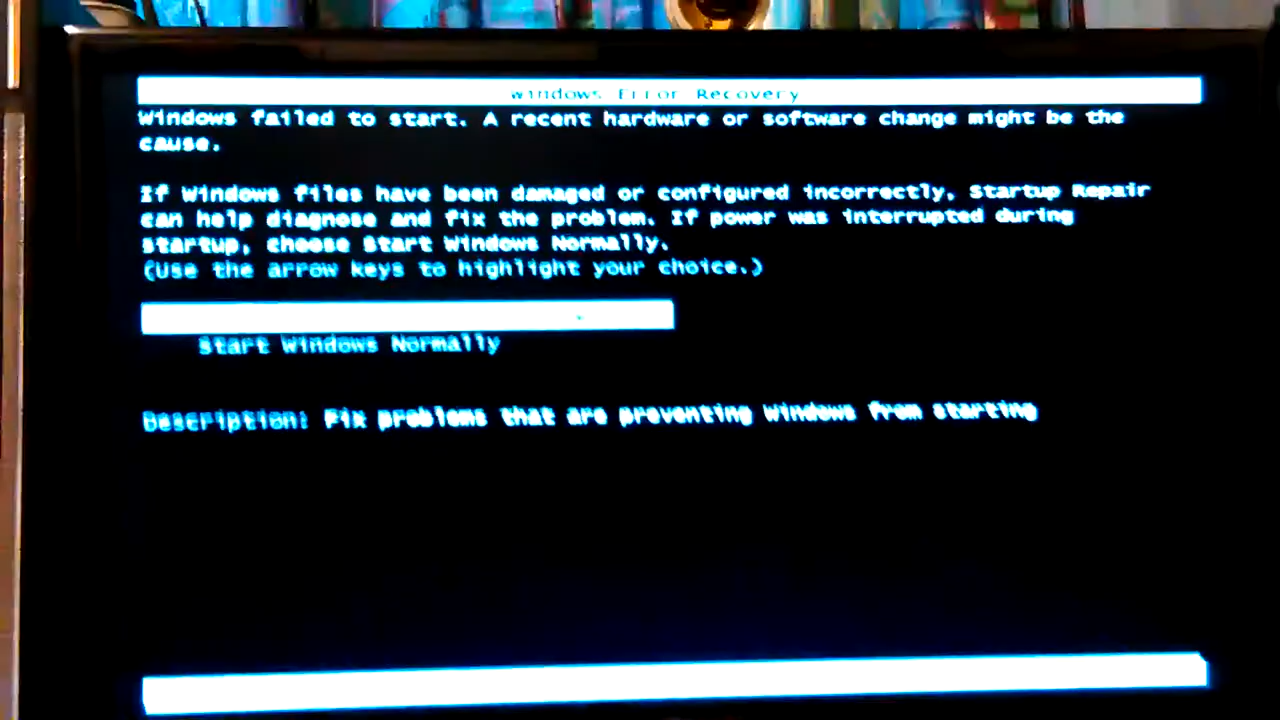 Windows Error Recovery
Windows failed to start. A recent hardware or software change might be the
cause.
If Windows files have been damaged or configured incorrectly, Startup Repair
can help diagnose and fix the problem. If power was interrupted during
startup, choose Start Windows Normally.
(Use the arrow keys to highlight your choice.)
Start Windows Normally
Description: Fix problems that are preventing Windows from starting